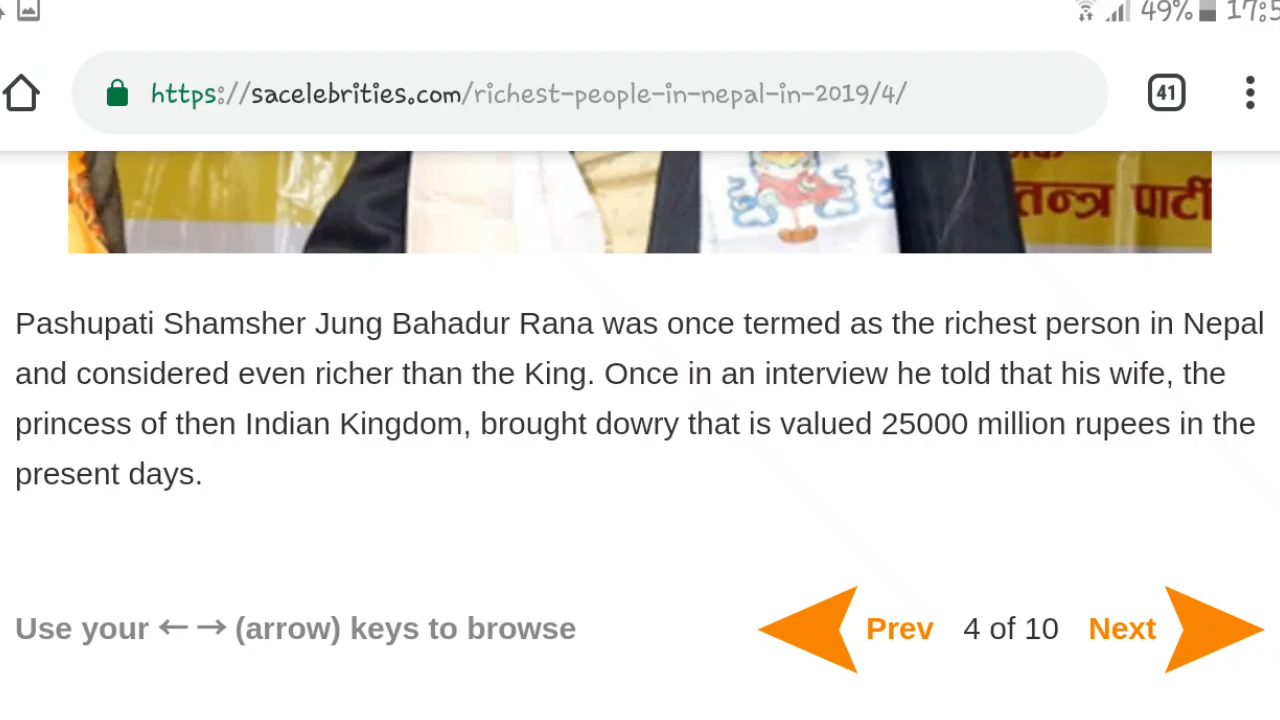 49% 17:5
https://sacelebrities.com/richest-people-in-nepal-in-2019/4/ 41
तन्त्र पार्टी
Pashupati Shamsher Jung Bahadur Rana was once termed as the richest person in Nepal
and considered even richer than the King. Once in an interview he told that his wife, the
princess of then Indian Kingdom, brought dowry that is valued 25000 million rupees in the
present days.
Use your ← → (arrow) keys to browse Prev 4 of 10 Next